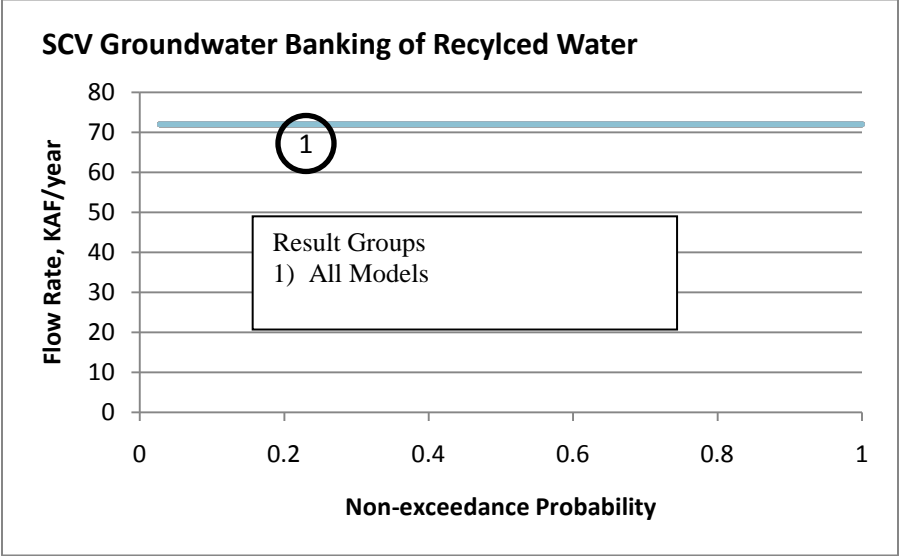 SCV Groundwater Banking of Recylced Water
Flow Rate, KAF/year
80
70
60
50
40
30
20
10
0
1
Result Groups
1) All Models
0 0.2 0.4 0.6 0.8 1
Non-exceedance Probability